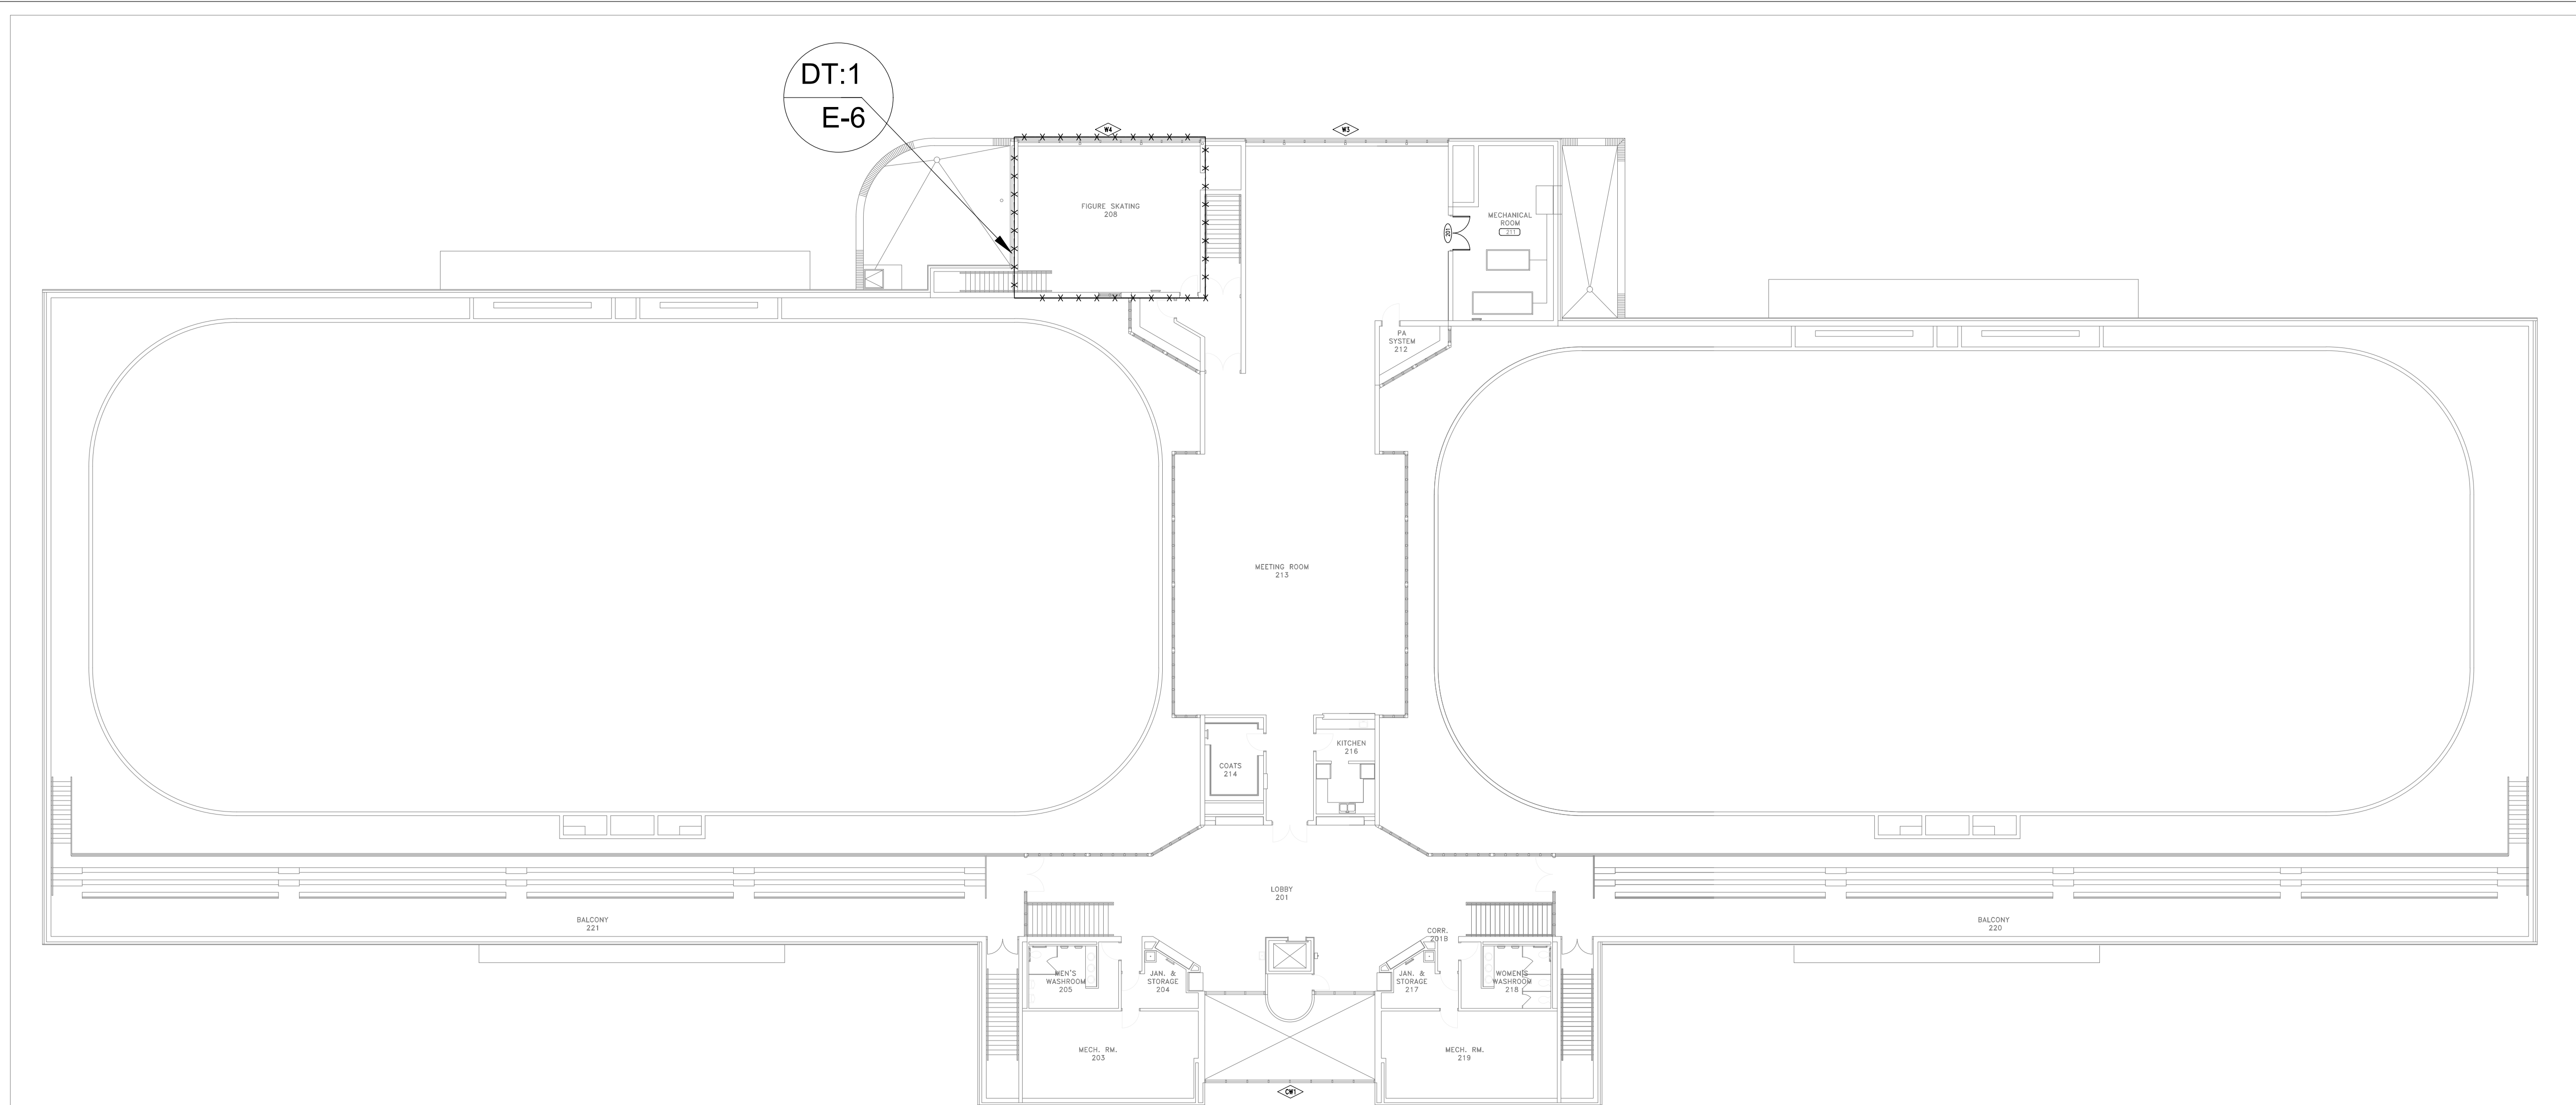 DT:1
E-6
W4
W3
FIGURE SKATING
208
MECHANICAL
ROOM
211
201
PA
SYSTEM
212
MEETING ROOM
213
KITCHEN
216
COATS
214
LOBBY
201
BALCONY
221
BALCONY
220
CORR.
201B
MEN'S
WASHROOM
205
JAN. &
STORAGE
204
JAN. &
STORAGE
217
WOMEN'S
WASHROOM
218
MECH. RM.
203
MECH. RM.
219
CW1